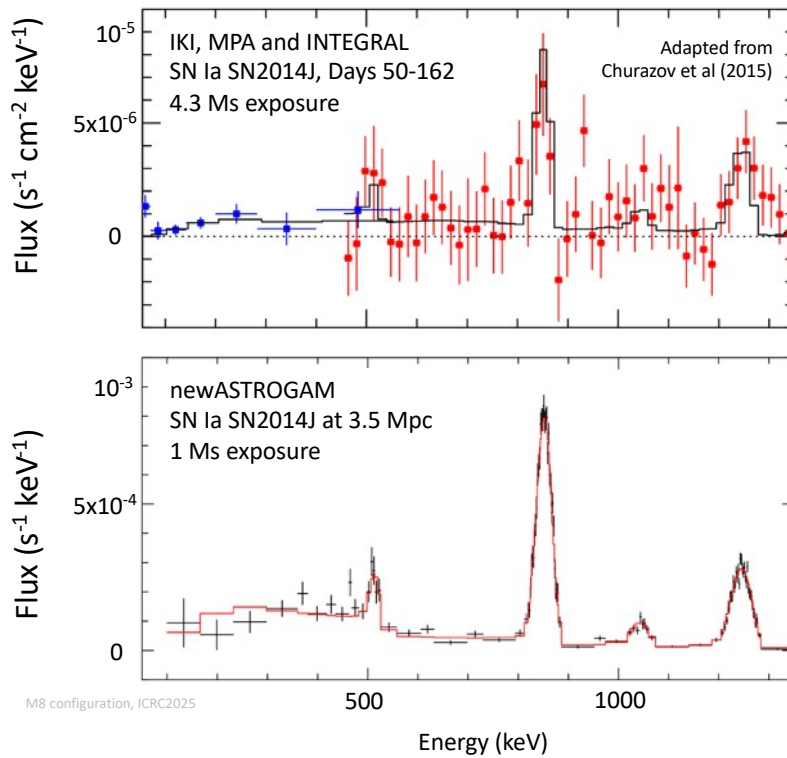 10⁻⁵
IKI, MPA and INTEGRAL
SN Ia SN2014J, Days 50-162
4.3 Ms exposure
Adapted from
Churazov et al (2015)
5x10⁻⁶
0
Flux (s⁻¹ cm⁻² keV⁻¹)
10⁻³
newASTROGAM
SN Ia SN2014J at 3.5 Mpc
1 Ms exposure
5x10⁻⁴
0
Flux (s⁻¹ keV⁻¹)
M8 configuration, ICRC2025
500
1000
Energy (keV)